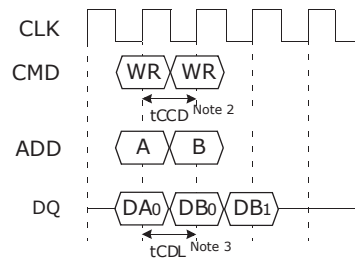 CLK
CMD WR WR
tCCD Note 2
ADD A B
DQ DA0 DB0 DB1
tCDL Note 3